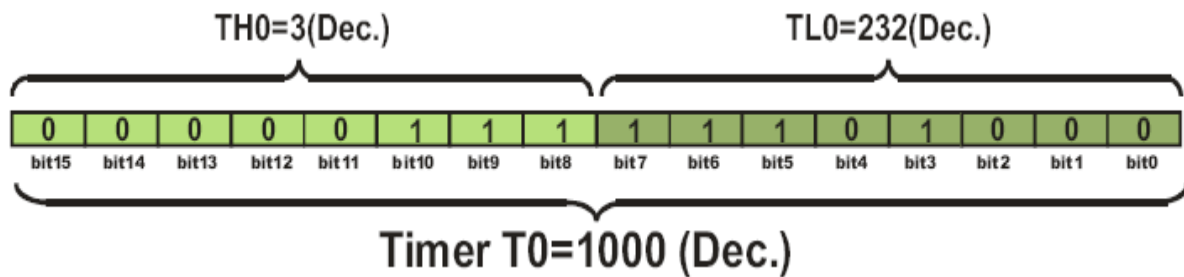 TH0=3(Dec.) TL0=232(Dec.)
0 0 0 0 0 1 1 1 1 1 1 0 1 0 0 0
bit15 bit14 bit13 bit12 bit11 bit10 bit9 bit8 bit7 bit6 bit5 bit4 bit3 bit2 bit1 bit0
Timer T0=1000 (Dec.)